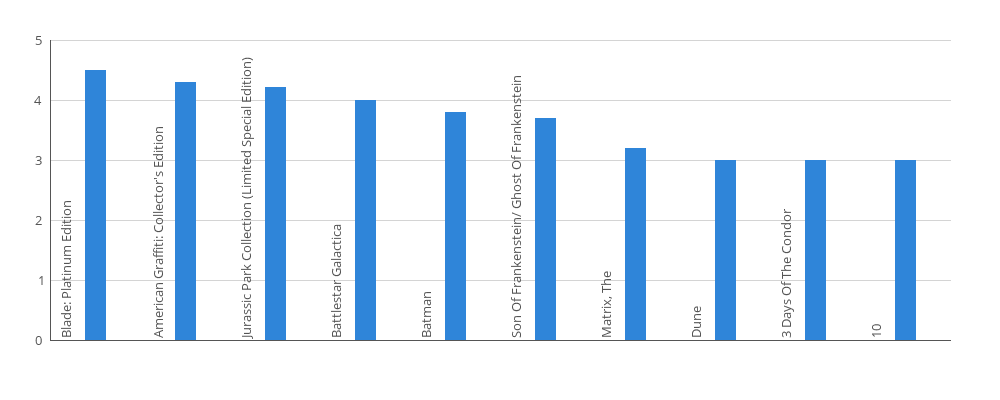 5
4
3
2
1
0
Blade: Platinum Edition
American Graffiti: Collector's Edition
Jurassic Park Collection (Limited Special Edition)
Battlestar Galactica
Batman
Son Of Frankenstein/ Ghost Of Frankenstein
Matrix, The
Dune
3 Days Of The Condor
10